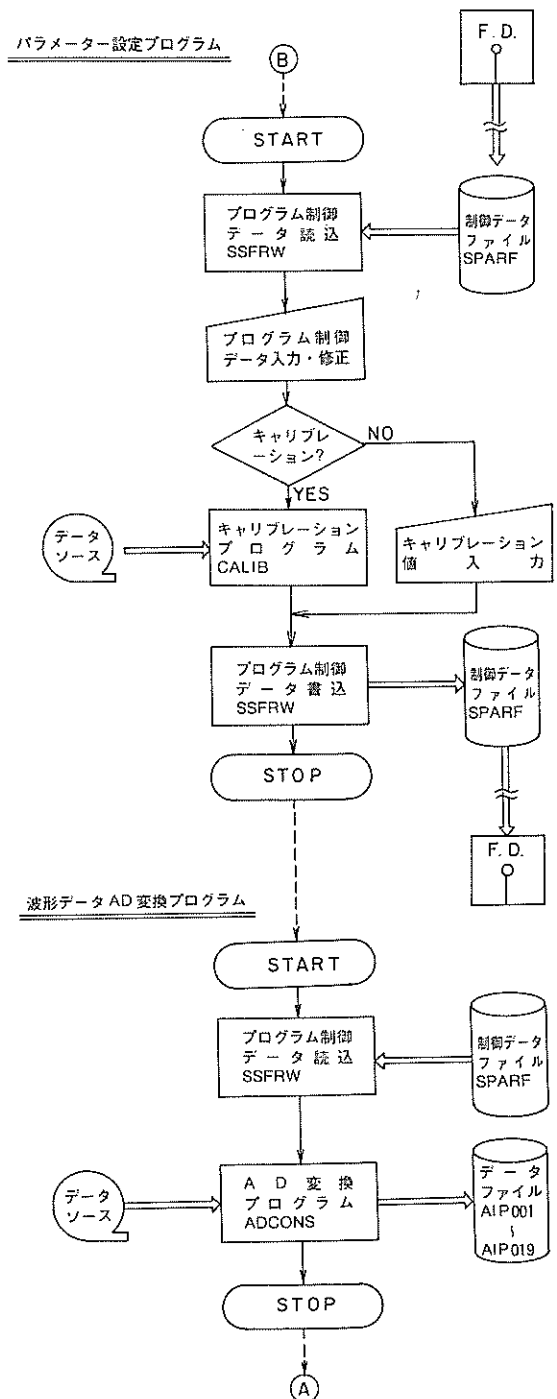 パラメーター設定プログラム
B
F. D.
START
プログラム制御
データ読込
SSFRW
制御データ
ファイル
SPARF
プログラム制御
データ入力・修正
キャリブレ
ーション?
NO
YES
データ
ソース
キャリブレーション
プログラム
CALIB
キャリブレーション
値入力
プログラム制御
データ書込
SSFRW
制御データ
ファイル
SPARF
STOP
F. D.
波形データAD変換プログラム
START
プログラム制御
データ読込
SSFRW
制御データ
ファイル
SPARF
データ
ソース
AD変換
プログラム
ADCONS
データ
ファイル
AIP001
~
AIP019
STOP
A